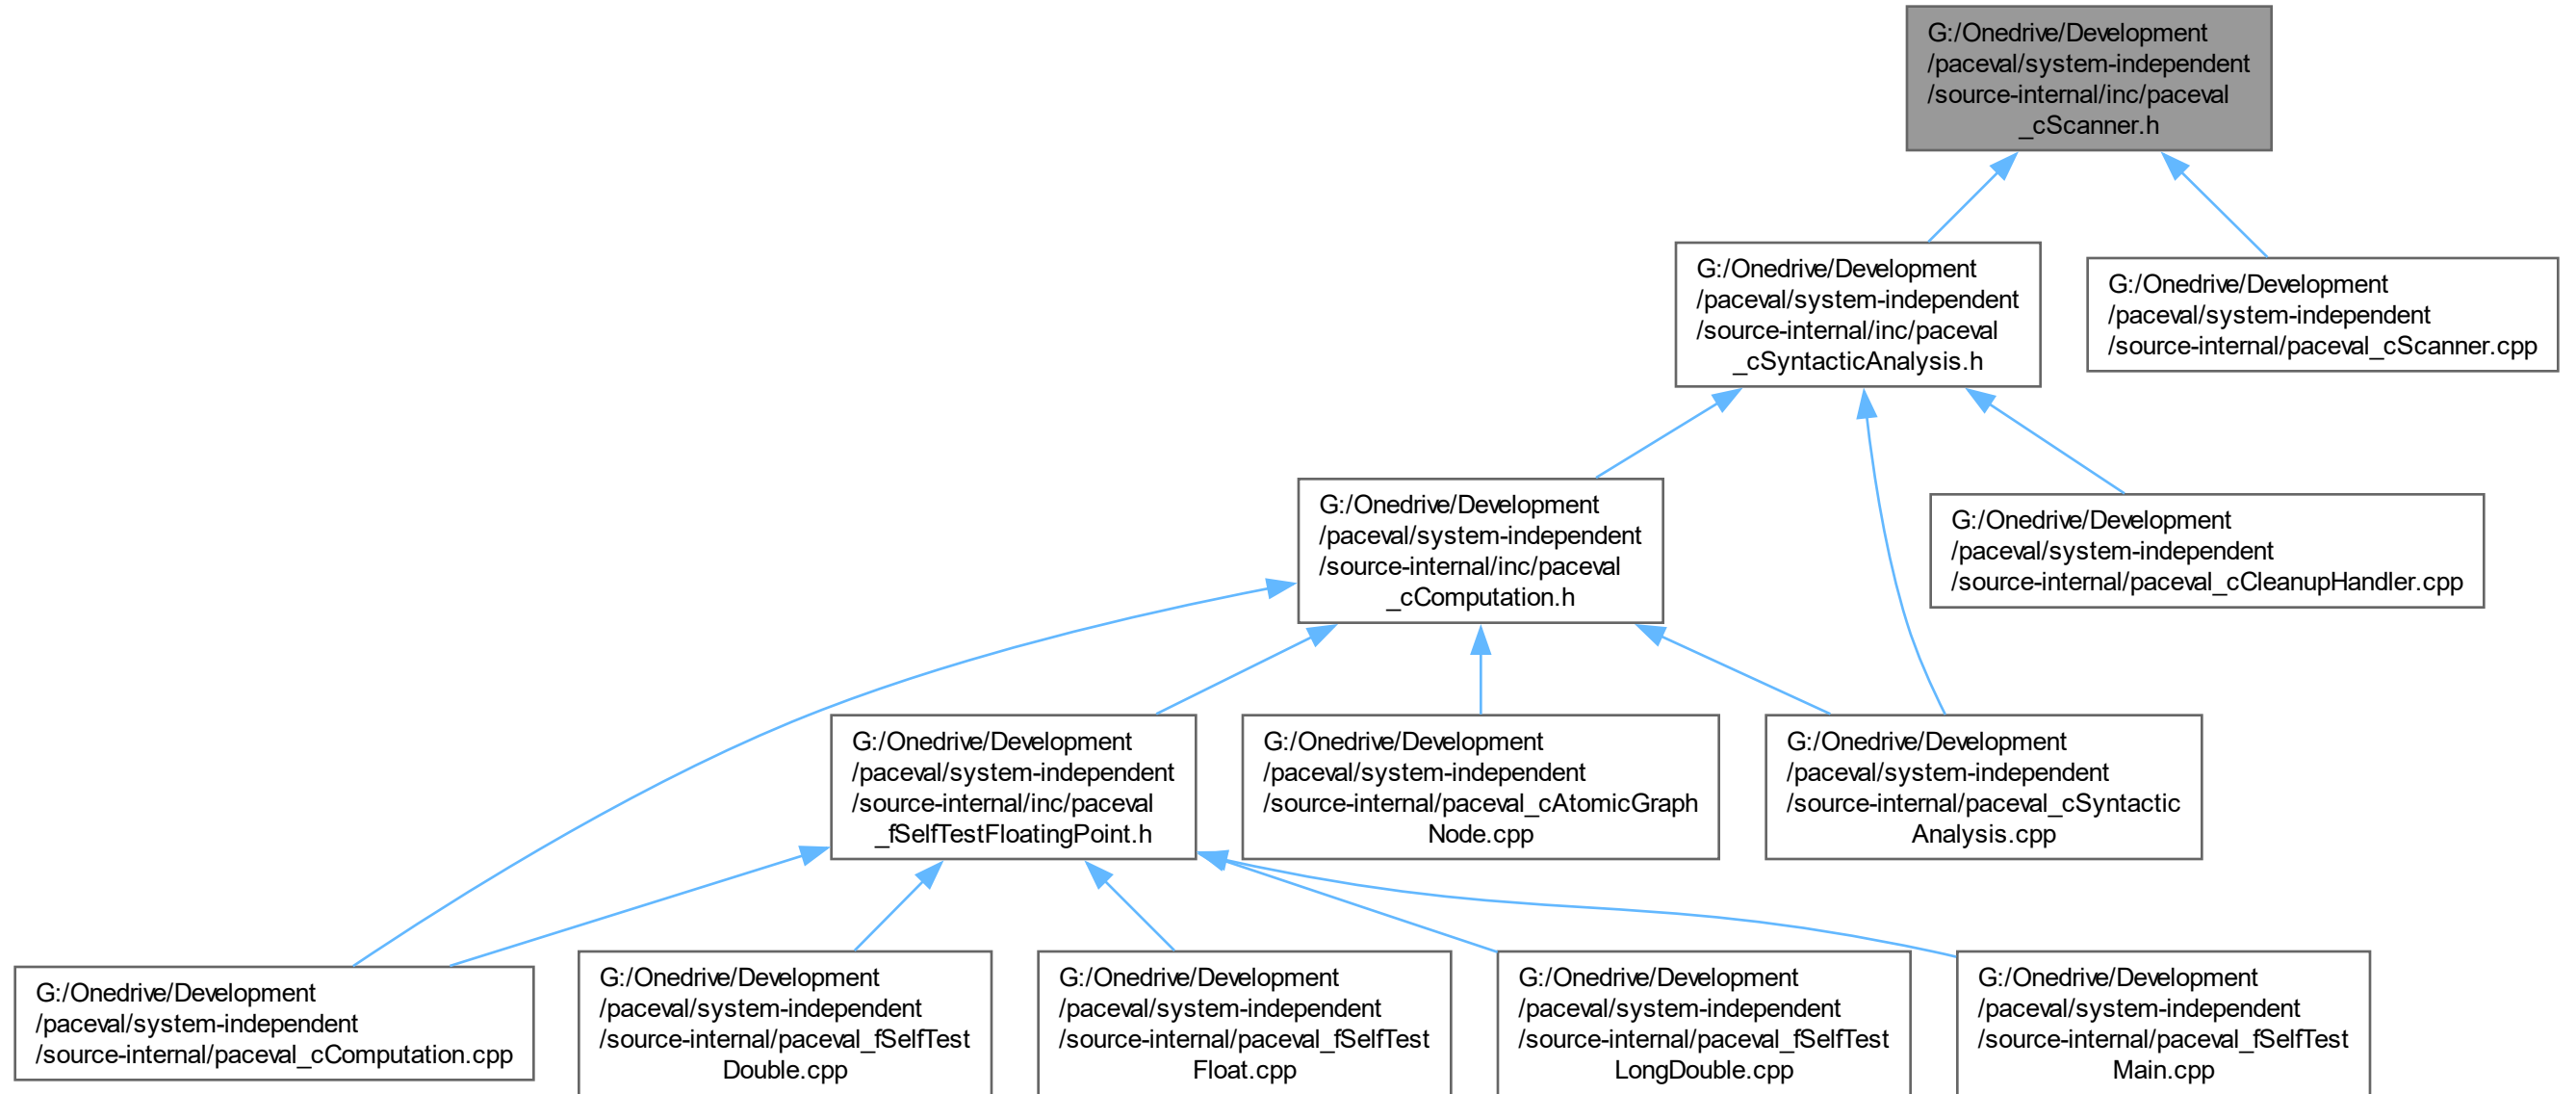 G:/Onedrive/Development
/paceval/system-independent
/source-internal/inc/paceval
_cScanner.h
G:/Onedrive/Development
/paceval/system-independent
/source-internal/inc/paceval
_cSyntacticAnalysis.h
G:/Onedrive/Development
/paceval/system-independent
/source-internal/paceval_cScanner.cpp
G:/Onedrive/Development
/paceval/system-independent
/source-internal/inc/paceval
_cComputation.h
G:/Onedrive/Development
/paceval/system-independent
/source-internal/paceval_cCleanupHandler.cpp
G:/Onedrive/Development
/paceval/system-independent
/source-internal/inc/paceval
_fSelfTestFloatingPoint.h
G:/Onedrive/Development
/paceval/system-independent
/source-internal/paceval_cAtomicGraph
Node.cpp
G:/Onedrive/Development
/paceval/system-independent
/source-internal/paceval_cSyntactic
Analysis.cpp
G:/Onedrive/Development
/paceval/system-independent
/source-internal/paceval_cComputation.cpp
G:/Onedrive/Development
/paceval/system-independent
/source-internal/paceval_fSelfTest
Double.cpp
G:/Onedrive/Development
/paceval/system-independent
/source-internal/paceval_fSelfTest
Float.cpp
G:/Onedrive/Development
/paceval/system-independent
/source-internal/paceval_fSelfTest
LongDouble.cpp
G:/Onedrive/Development
/paceval/system-independent
/source-internal/paceval_fSelfTest
Main.cpp